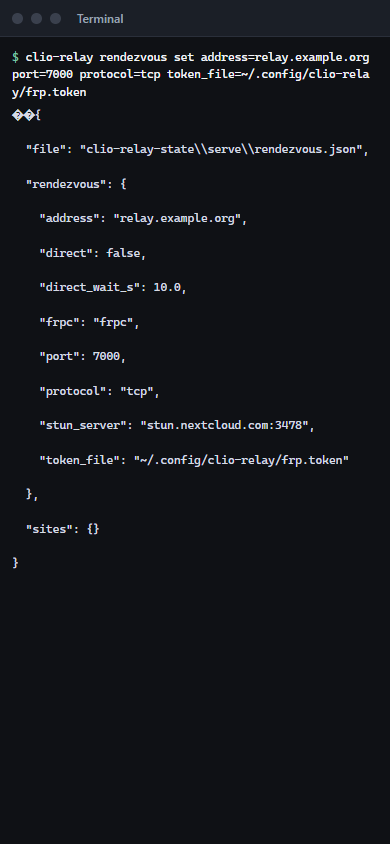 Terminal
$ clio-relay rendezvous set address=relay.example.org
port=7000 protocol=tcp token_file=~/.config/clio-rela
y/frp.token
��{
"file": "clio-relay-state\\serve\\rendezvous.json",
"rendezvous": {
"address": "relay.example.org",
"direct": false,
"direct_wait_s": 10.0,
"frpc": "frpc",
"port": 7000,
"protocol": "tcp",
"stun_server": "stun.nextcloud.com:3478",
"token_file": "~/.config/clio-relay/frp.token"
},
"sites": {}
}